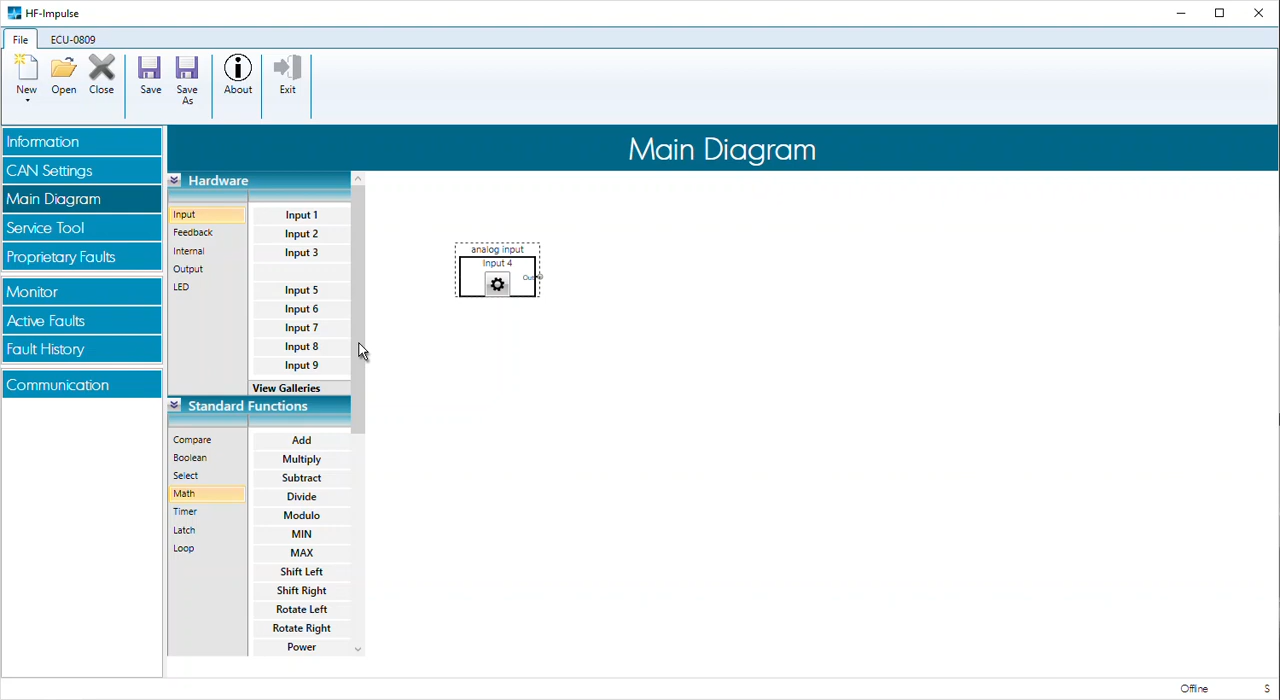 HF-Impulse
File
ECU-0809
New
Open
Close
Save
Save As
About
Exit
Information
CAN Settings
Main Diagram
Service Tool
Proprietary Faults
Monitor
Active Faults
Fault History
Communication
Main Diagram
Hardware
Input
Feedback
Internal
Output
LED
Input 1
Input 2
Input 3
Input 5
Input 6
Input 7
Input 8
Input 9
View Galleries
Standard Functions
Compare
Boolean
Select
Math
Timer
Latch
Loop
Add
Multiply
Subtract
Divide
Modulo
MIN
MAX
Shift Left
Shift Right
Rotate Left
Rotate Right
Power
analog input
Input 4
Offline
S